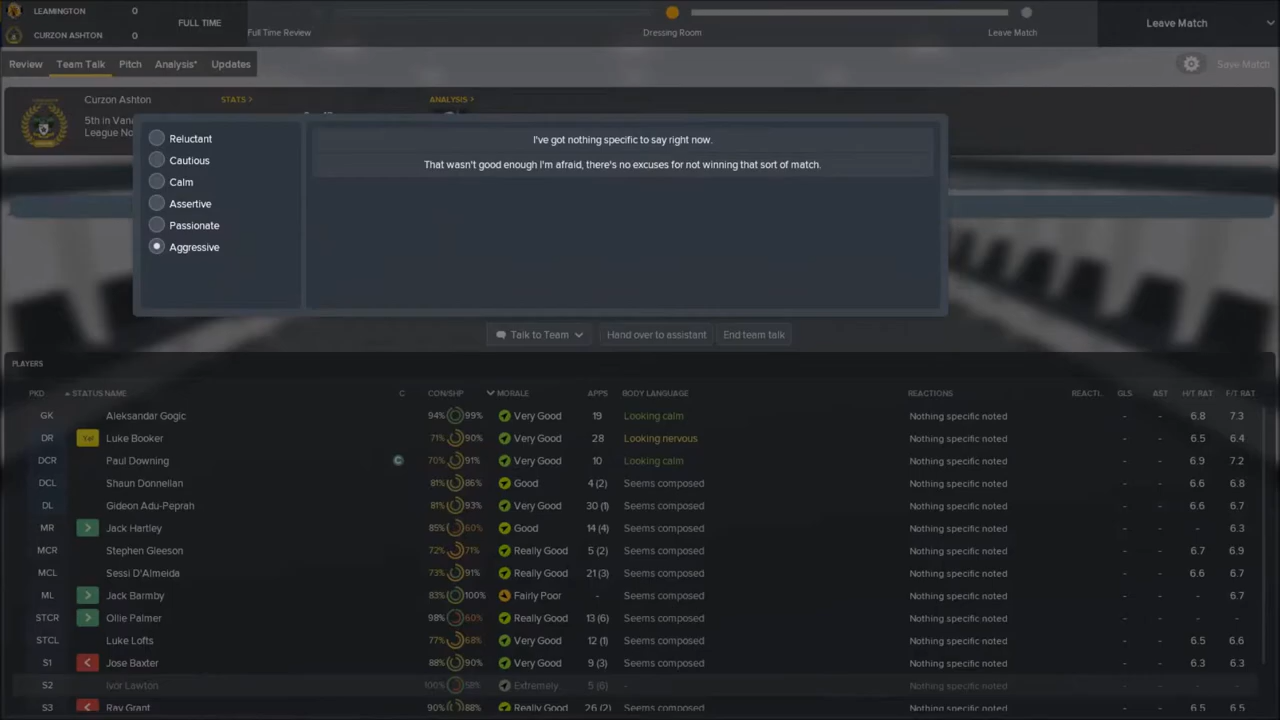 LEAMINGTON 0
CURZON ASHTON 0
FULL TIME
Full Time Review
Dressing Room
Leave Match
Leave Match
Review Team Talk Pitch Analysis* Updates
Save Match
Curzon Ashton STATS > ANALYSIS >
5th in Van
League No
Reluctant
Cautious
Calm
Assertive
Passionate
Aggressive
I've got nothing specific to say right now.
That wasn't good enough I'm afraid, there's no excuses for not winning that sort of match.
Talk to Team Hand over to assistant End team talk
PLAYERS
PKD STATUS NAME C CON/SHP MORALE APPS BODY LANGUAGE REACTIONS REACTI.. GLS AST H/T RAT F/T RAT
GK Aleksandar Gogic 94% 99% Very Good 19 Looking calm Nothing specific noted - - 6.8 7.3
DR Yel Luke Booker 71% 90% Very Good 28 Looking nervous Nothing specific noted - - 6.5 6.4
DCR Paul Downing C 70% 91% Very Good 10 Looking calm Nothing specific noted - - 6.9 7.2
DCL Shaun Donnellan 81% 86% Good 4 (2) Seems composed Nothing specific noted - - 6.6 6.8
DL Gideon Adu-Peprah 81% 93% Very Good 30 (1) Seems composed Nothing specific noted - - 6.6 6.7
MR Jack Hartley 85% 60% Good 14 (4) Seems composed Nothing specific noted - - - 6.3
MCR Stephen Gleeson 72% 71% Really Good 5 (2) Seems composed Nothing specific noted - - 6.7 6.9
MCL Sessi D'Almeida 73% 91% Really Good 21 (3) Seems composed Nothing specific noted - - 6.6 6.7
ML Jack Barmby 83% 100% Fairly Poor - Seems composed Nothing specific noted - - - 6.7
STCR Ollie Palmer 98% 60% Really Good 13 (6) Seems composed Nothing specific noted - - - -
STCL Luke Lofts 77% 68% Very Good 12 (1) Seems composed Nothing specific noted - - 6.5 6.6
S1 Jose Baxter 88% 90% Very Good 9 (3) Seems composed Nothing specific noted - - 6.3 6.3
S2 Ivor Lawton 100% 58% Extremely 5 (6) - Nothing specific noted - - - -
S3 Ray Grant 90% 88% Really Good 26 (2) Seems composed Nothing specific noted - - 6.5 6.5